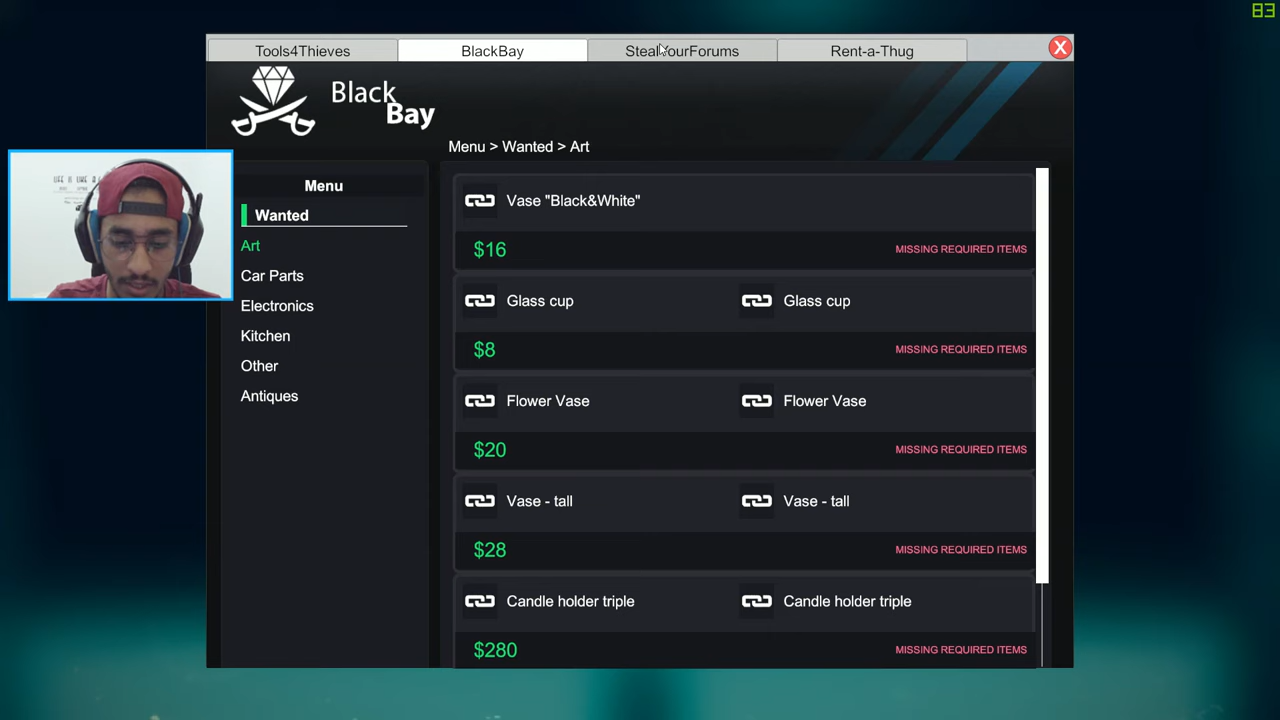 83
Tools4Thieves
BlackBay
StealYourForums
Rent-a-Thug
X
Black
Bay
Menu > Wanted > Art
Menu
Wanted
Art
Car Parts
Electronics
Kitchen
Other
Antiques
Vase "Black&White"
$16 MISSING REQUIRED ITEMS
Glass cup Glass cup
$8 MISSING REQUIRED ITEMS
Flower Vase Flower Vase
$20 MISSING REQUIRED ITEMS
Vase - tall Vase - tall
$28 MISSING REQUIRED ITEMS
Candle holder triple Candle holder triple
$280 MISSING REQUIRED ITEMS